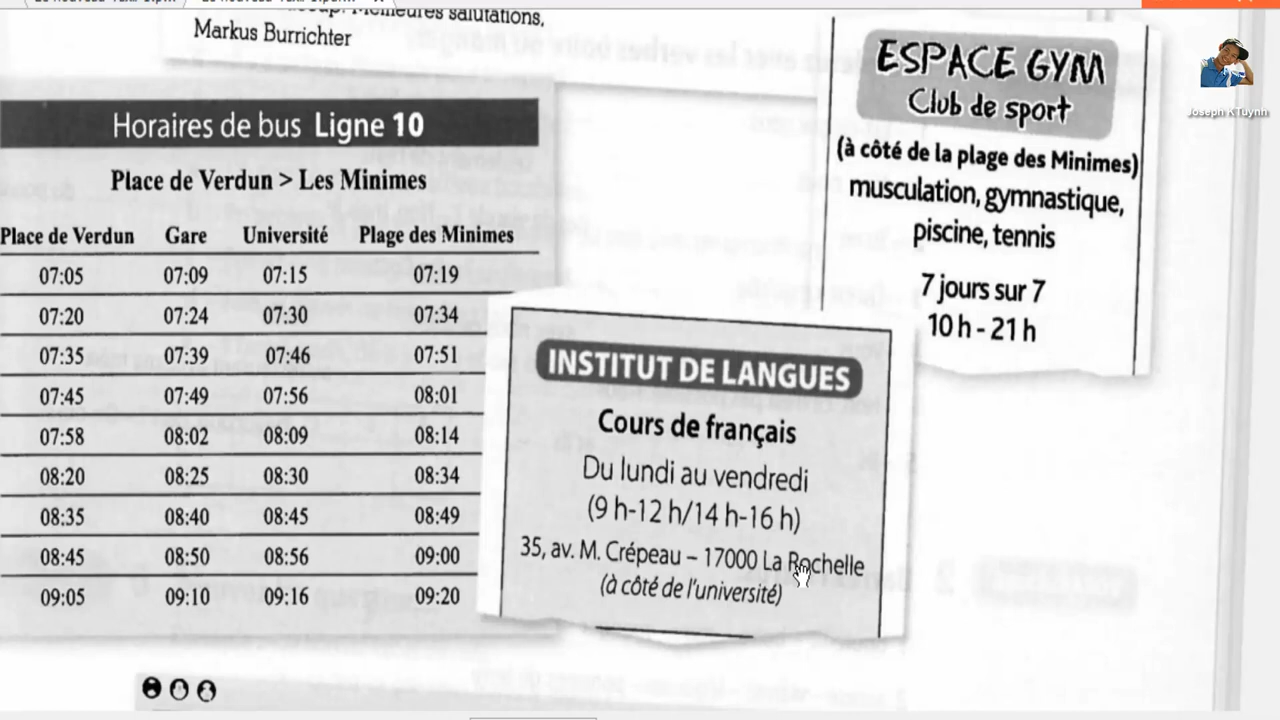 Meilleures salutations,
Markus Burrichter
Horaires de bus Ligne 10
Place de Verdun > Les Minimes
Place de Verdun Gare Université Plage des Minimes
07:05 07:09 07:15 07:19
07:20 07:24 07:30 07:34
07:35 07:39 07:46 07:51
07:45 07:49 07:56 08:01
07:58 08:02 08:09 08:14
08:20 08:25 08:30 08:34
08:35 08:40 08:45 08:49
08:45 08:50 08:56 09:00
09:05 09:10 09:16 09:20
INSTITUT DE LANGUES
Cours de français
Du lundi au vendredi
(9 h-12 h/14 h-16 h)
35, av. M. Crépeau – 17000 La Rochelle
(à côté de l'université)
ESPACE GYM
Club de sport
(à côté de la plage des Minimes)
musculation, gymnastique,
piscine, tennis
7 jours sur 7
10 h - 21 h
Joseph KTuynn